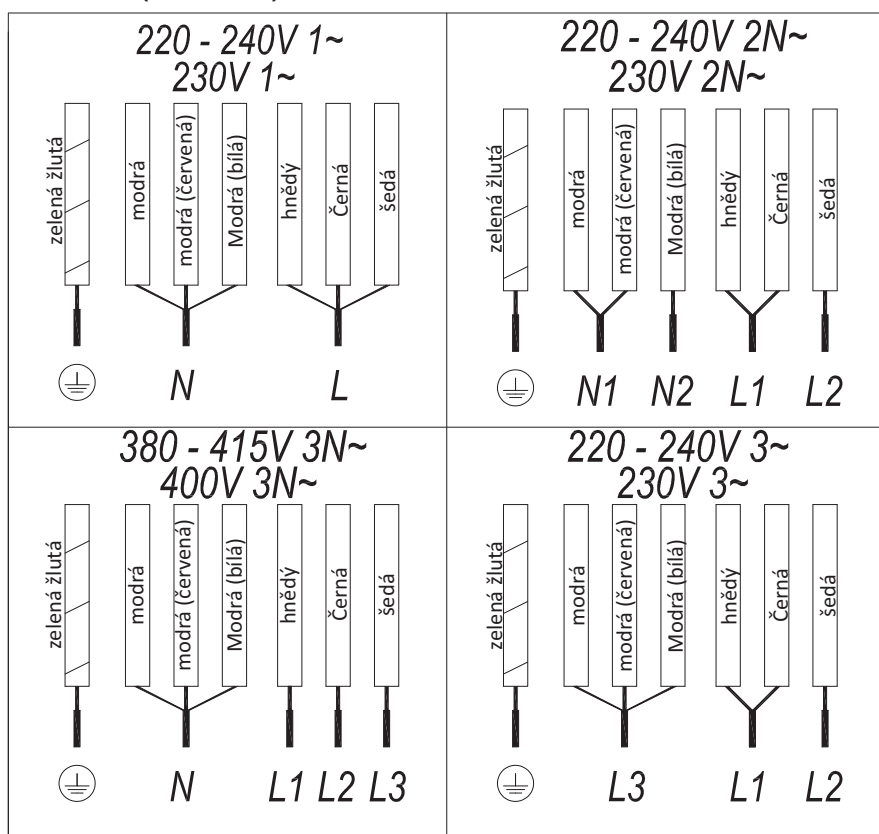 220 - 240V 1~
230V 1~
zelená žlutá
modrá
modrá (červená)
Modrá (bílá)
hnědý
Černá
šedá
N
L
220 - 240V 2N~
230V 2N~
zelená žlutá
modrá
modrá (červená)
Modrá (bílá)
hnědý
Černá
šedá
N1 N2 L1 L2
380 - 415V 3N~
400V 3N~
zelená žlutá
modrá
modrá (červená)
Modrá (bílá)
hnědý
Černá
šedá
N L1 L2 L3
220 - 240V 3~
230V 3~
zelená žlutá
modrá
modrá (červená)
Modrá (bílá)
hnědý
Černá
šedá
L3 L1 L2